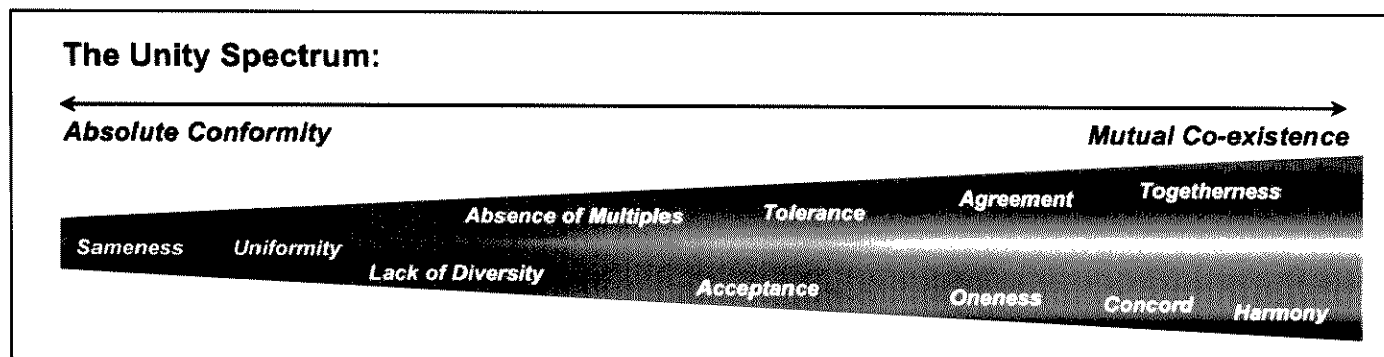 The Unity Spectrum:
Absolute Conformity Mutual Co-existence
Agreement Togetherness
Absence of Multiples Tolerance
Sameness Uniformity
Lack of Diversity Acceptance Oneness Concord Harmony